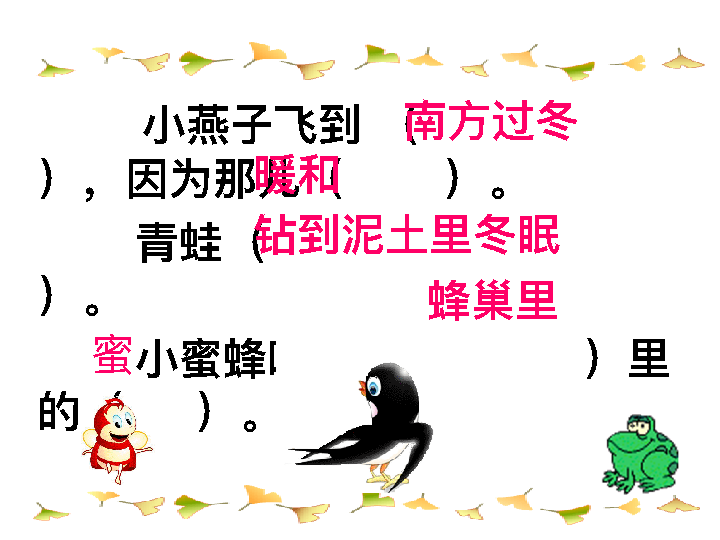 小燕子飞到（南方过冬
），因为那儿（暖和）。
青蛙（钻到泥土里冬眠
）。
蜂巢里
小蜜蜂 ）里
的（蜜）。